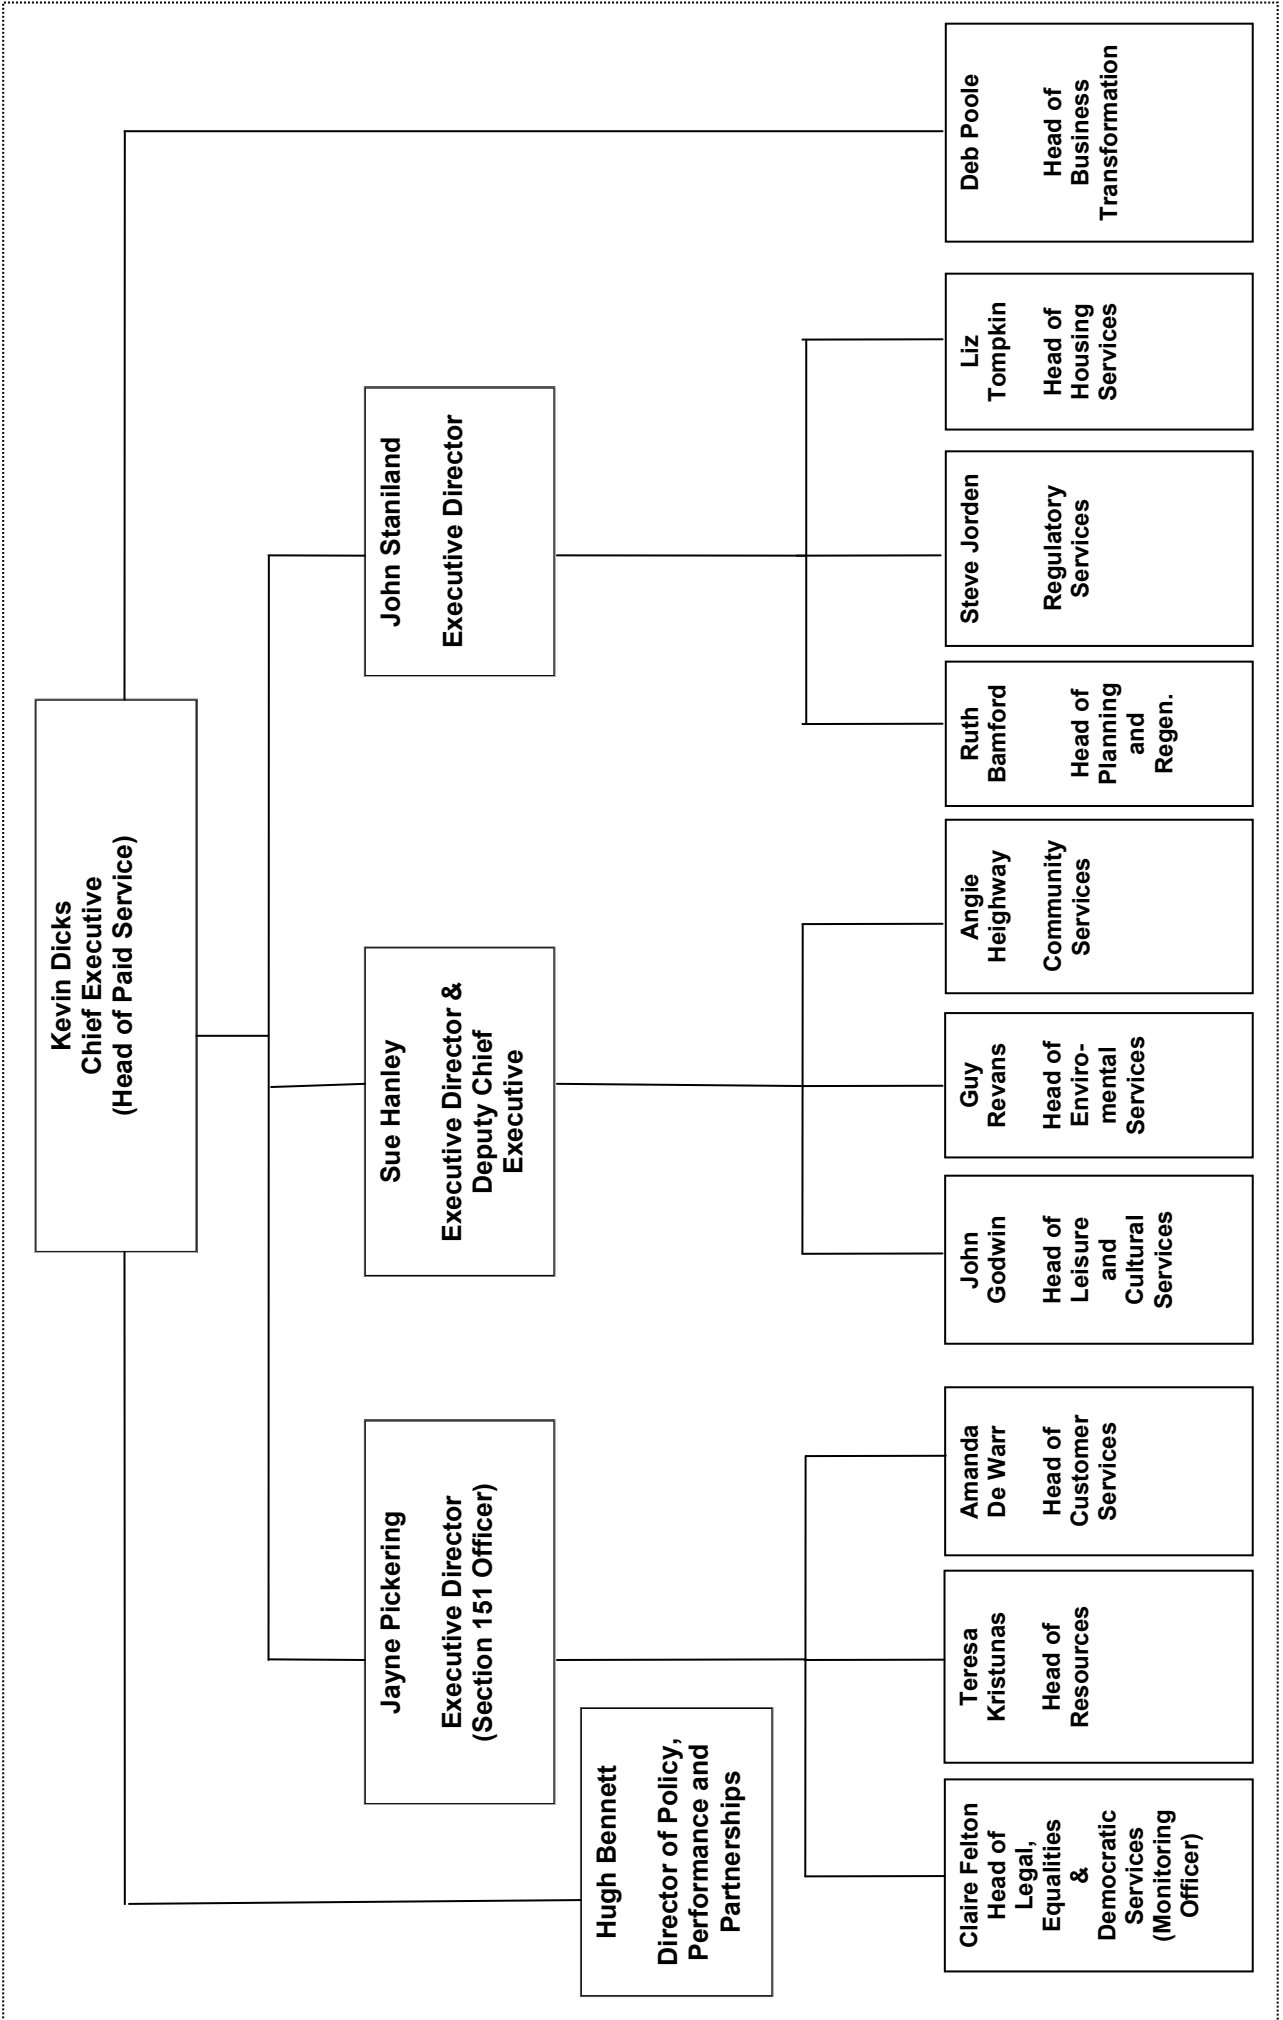 Kevin Dicks
Chief Executive
(Head of Paid Service)
Jayne Pickering
Executive Director
(Section 151 Officer)
Sue Hanley
Executive Director &
Deputy Chief
Executive
John Staniland
Executive Director
Hugh Bennett
Director of Policy,
Performance and
Partnerships
Claire Felton
Head of
Legal,
Equalities
&
Democratic
Services
(Monitoring
Officer)
Teresa
Kristunas
Head of
Resources
Amanda
De Warr
Head of
Customer
Services
John
Godwin
Head of
Leisure
and
Cultural
Services
Guy
Revans
Head of
Enviro-
mental
Services
Angie
Heighway
Community
Services
Ruth
Bamford
Head of
Planning
and
Regen.
Steve Jorden
Regulatory
Services
Liz
Tompkin
Head of
Housing
Services
Deb Poole
Head of
Business
Transformation